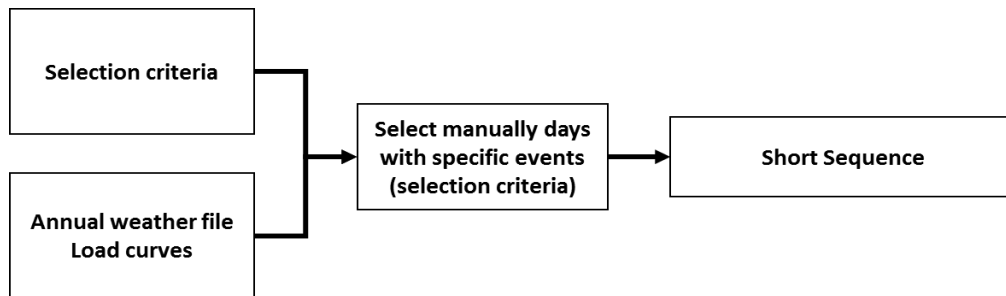 Selection criteria
Annual weather file
Load curves
Select manually days
with specific events
(selection criteria)
Short Sequence